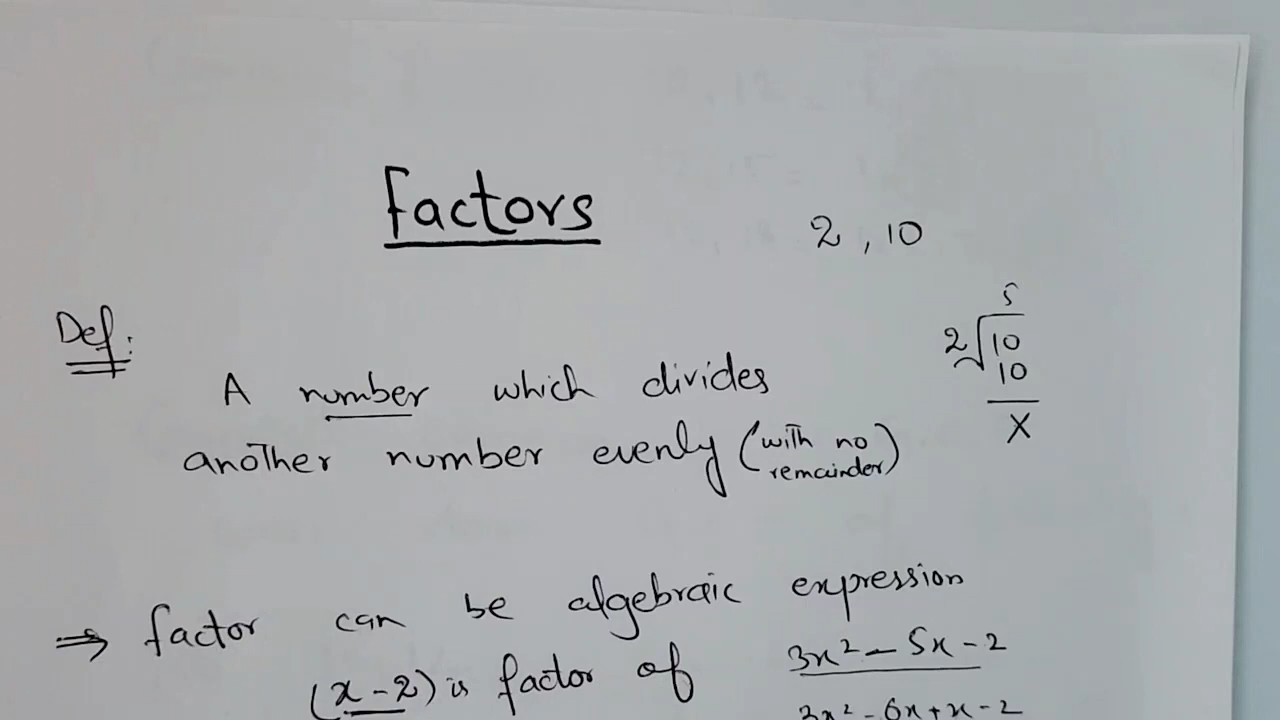 Factors
2, 10
Def:
5
2 √10
10
X
A number which divides
another number evenly (with no
remainder)
⇒ factor can be algebraic expression
(x-2) is factor of 3x² - 5x - 2
3x² - 6x + x - 2